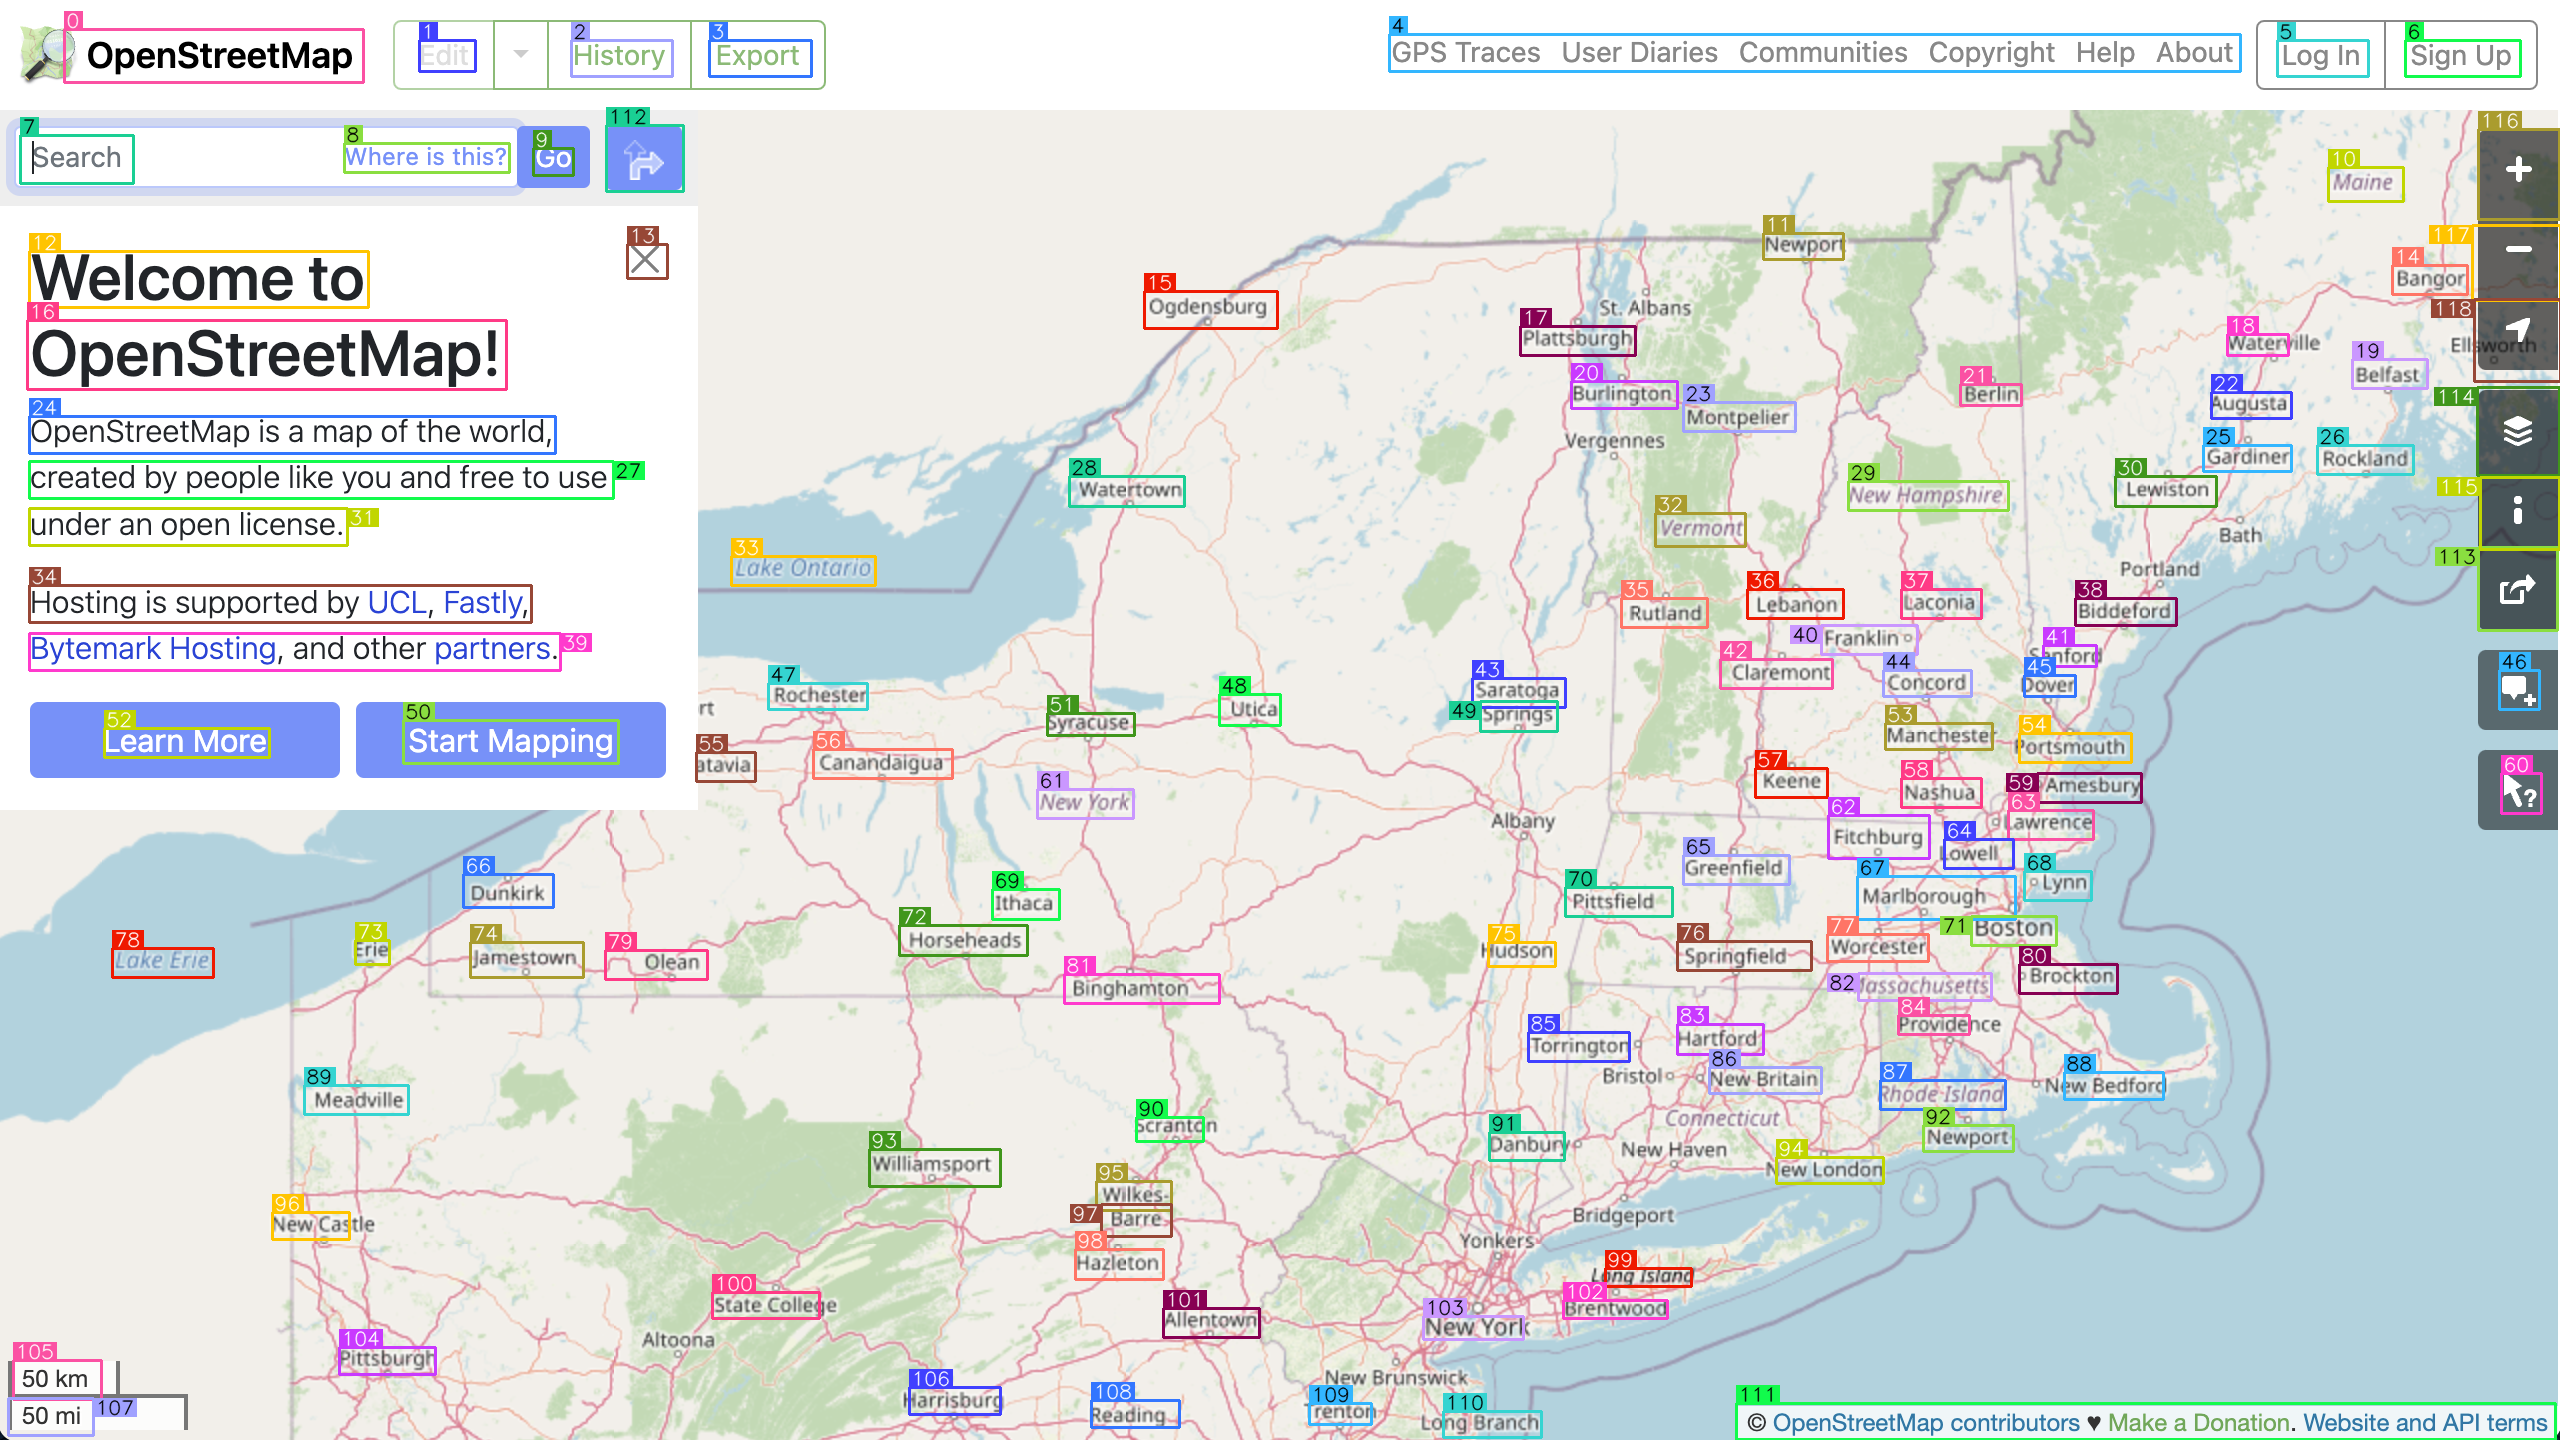 OpenStreetMap
Edit History Export
GPS Traces User Diaries Communities Copyright Help About
Log In Sign Up
Search Where is this? Go
Welcome to
OpenStreetMap!
OpenStreetMap is a map of the world,
created by people like you and free to use
under an open license.
Hosting is supported by UCL, Fastly,
Bytemark Hosting, and other partners.
Learn More Start Mapping
Maine
Newport
Bangor
Ogdensburg
St. Albans
Plattsburgh
Waterville
Ellsworth
Belfast
Burlington
Montpelier
Berlin
Augusta
Vergennes
Gardiner
Rockland
Watertown
New Hampshire
Lewiston
Vermont
Bath
Lake Ontario
Portland
Rutland
Lebanon
Laconia
Biddeford
Franklin
Sanford
Claremont
Concord
Dover
Rochester
Saratoga
Springs
Utica
Syracuse
rt
atavia
Canandaigua
Manchester
Portsmouth
Keene
Nashua
Amesbury
New York
Albany
Fitchburg
Lawrence
Lowell
Greenfield
Marlborough
Lynn
Dunkirk
Ithaca
Pittsfield
Boston
Horseheads
Erie
Lake Erie
Jamestown
Olean
Hudson
Springfield
Worcester
Brockton
Binghamton
Massachusetts
Providence
Torrington
Hartford
Bristol
New Britain
Rhode Island
New Bedford
Meadville
Connecticut
Scranton
Danbury
New Haven
Newport
New London
Williamsport
Wilkes-
Barre
New Castle
Bridgeport
Yonkers
Hazleton
Long Island
State College
Brentwood
Allentown
New York
Altoona
Pittsburgh
New Brunswick
Harrisburg
Reading
Trenton
Long Branch
50 km
50 mi
© OpenStreetMap contributors ♥ Make a Donation. Website and API terms
0
1
2
3
4
5
6
7
8
9
10
11
12
13
14
15
16
17
18
19
20
21
22
23
24
25
26
27
28
29
30
31
32
33
34
35
36
37
38
39
40
41
42
43
44
45
46
47
48
49
50
51
52
53
54
55
56
57
58
59
60
61
62
63
64
65
66
67
68
69
70
71
72
73
74
75
76
77
78
79
80
81
82
83
84
85
86
87
88
89
90
91
92
93
94
95
96
97
98
99
100
101
102
103
104
105
106
107
108
109
110
111
112
113
114
115
116
117
118